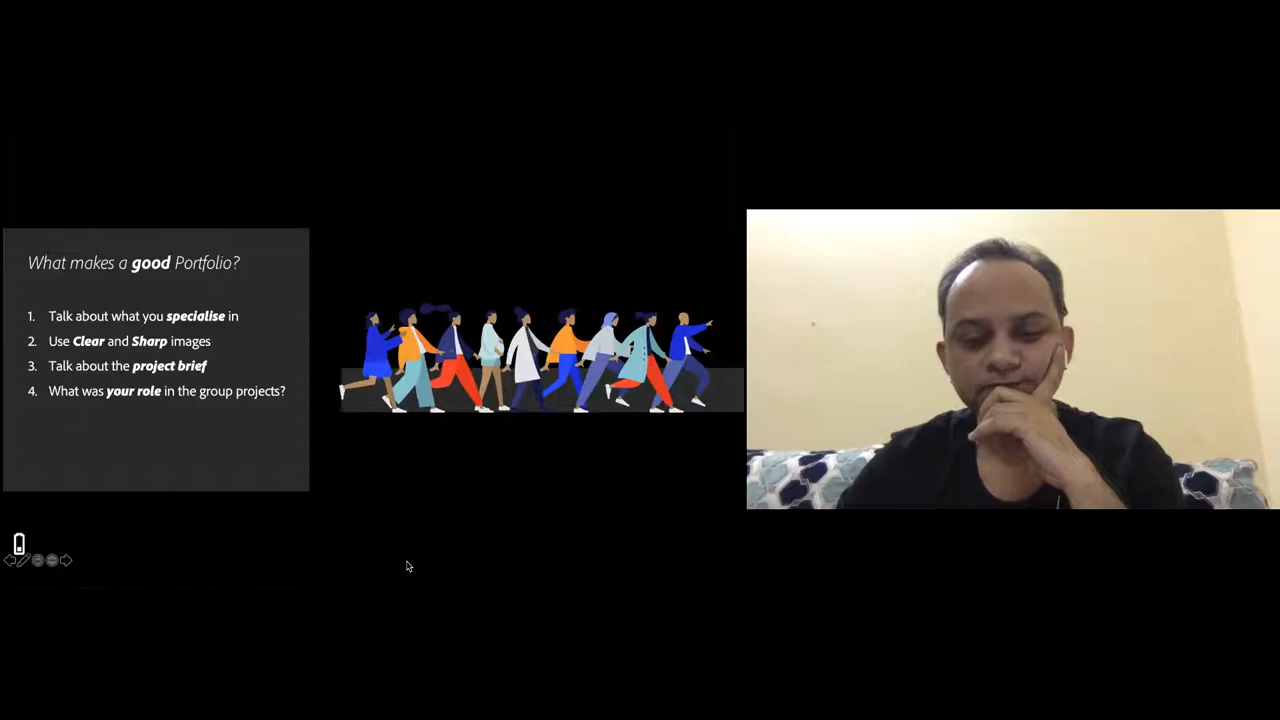 What makes a good Portfolio?
1. Talk about what you specialise in
2. Use Clear and Sharp images
3. Talk about the project brief
4. What was your role in the group projects?